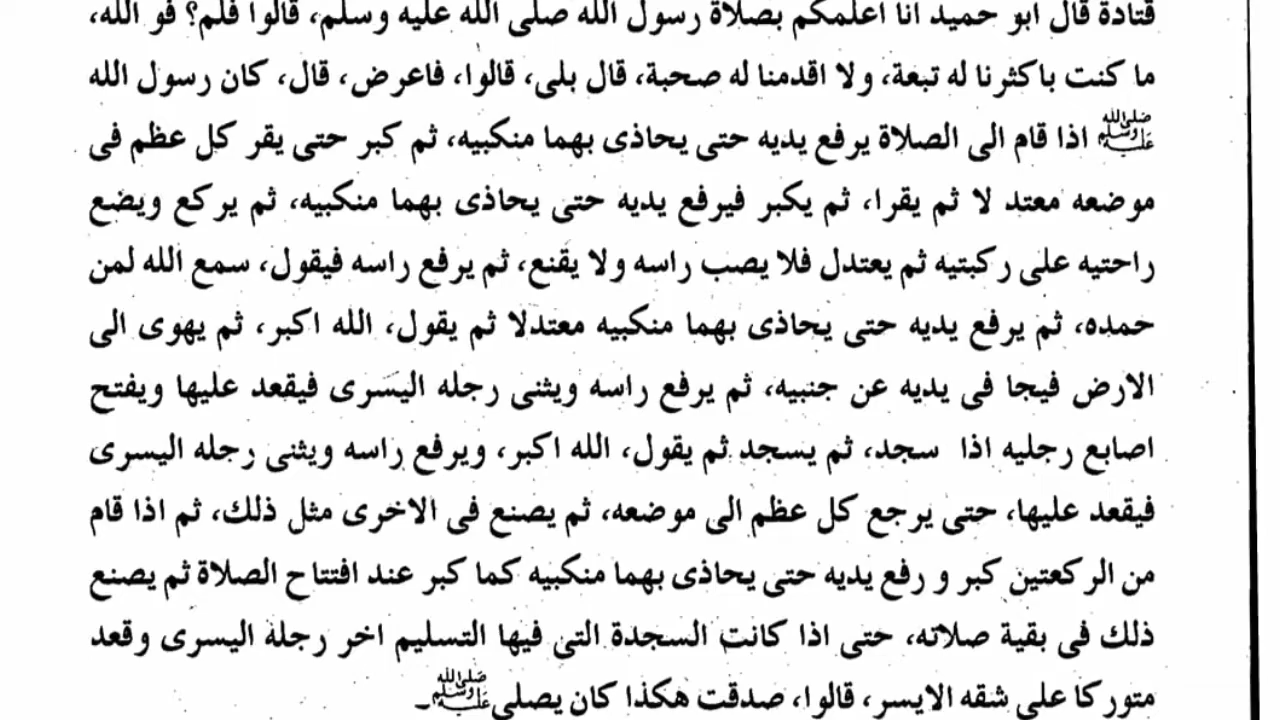 قتادة قال ابو حميد انا اعلمكم بصلاة رسول الله صلى الله عليه وسلم، قالوا فلم؟ فو الله،
ما كنت باكثرنا له تبعة، ولا اقدمنا له صحبة، قال بلى، قالوا، فاعرض، قال، كان رسول الله
ﷺ اذا قام الى الصلاة يرفع يديه حتى يحاذى بهما منكبيه، ثم كبر حتى يقر كل عظم فى
موضعه معتد لا ثم يقرا، ثم يكبر فيرفع يديه حتى يحاذى بهما منكبيه، ثم يركع ويضع
راحتيه على ركبتيه ثم يعتدل فلا يصب راسه ولا يقنع، ثم يرفع راسه فيقول، سمع الله لمن
حمده، ثم يرفع يديه حتى يحاذى بهما منكبيه معتدلا ثم يقول، الله اكبر، ثم يهوى الى
الارض فيجا فى يديه عن جنبيه، ثم يرفع راسه ويثنى رجله اليسرى فيقعد عليها ويفتح
اصابع رجليه اذا سجد، ثم يسجد ثم يقول، الله اكبر، ويرفع راسه ويثنى رجله اليسرى
فيقعد عليها، حتى يرجع كل عظم الى موضعه، ثم يصنع فى الاخرى مثل ذلك، ثم اذا قام
من الركعتين كبر و رفع يديه حتى يحاذى بهما منكبيه كما كبر عند افتتاح الصلاة ثم يصنع
ذلك فى بقية صلاته، حتى اذا كانت السجدة التى فيها التسليم اخر رجله اليسرى وقعد
متوركا على شقه الايسر، قالوا، صدقت هكذا كان يصلى ﷺ ۔